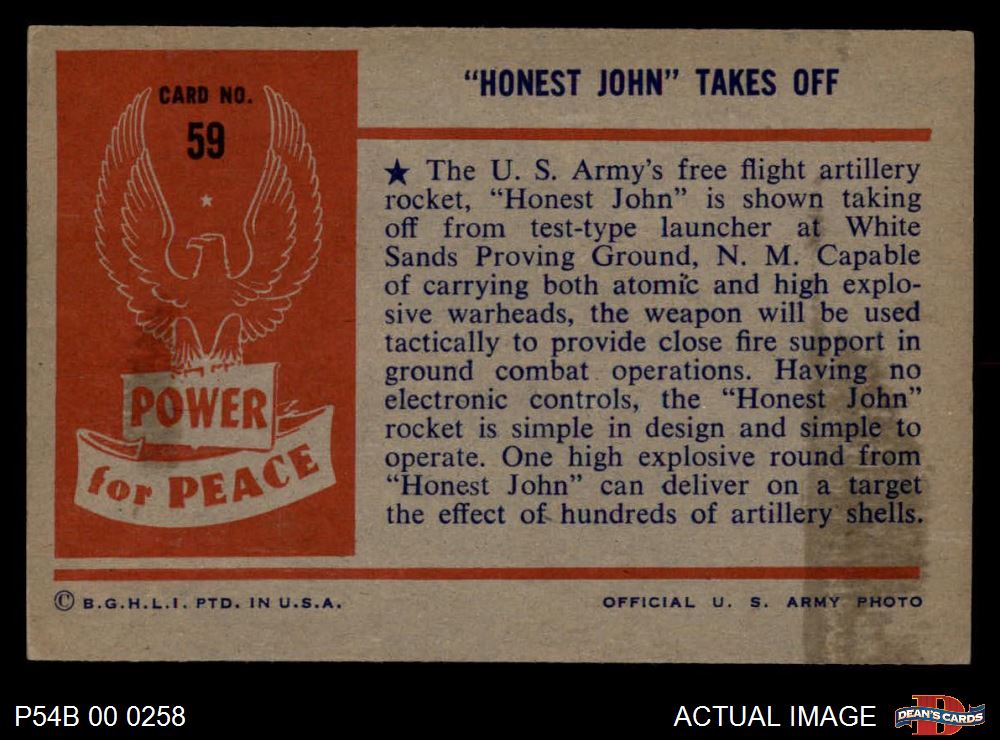 CARD NO.
59
POWER
for PEACE
"HONEST JOHN" TAKES OFF
★ The U. S. Army's free flight artillery
rocket, "Honest John" is shown taking
off from test-type launcher at White
Sands Proving Ground, N. M. Capable
of carrying both atomic and high explo-
sive warheads, the weapon will be used
tactically to provide close fire support in
ground combat operations. Having no
electronic controls, the "Honest John"
rocket is simple in design and simple to
operate. One high explosive round from
"Honest John" can deliver on a target
the effect of hundreds of artillery shells.
© B.G.H.L.I. PTD. IN U.S.A.
OFFICIAL U. S. ARMY PHOTO
P54B 00 0258
ACTUAL IMAGE
D
DEAN'S CARDS